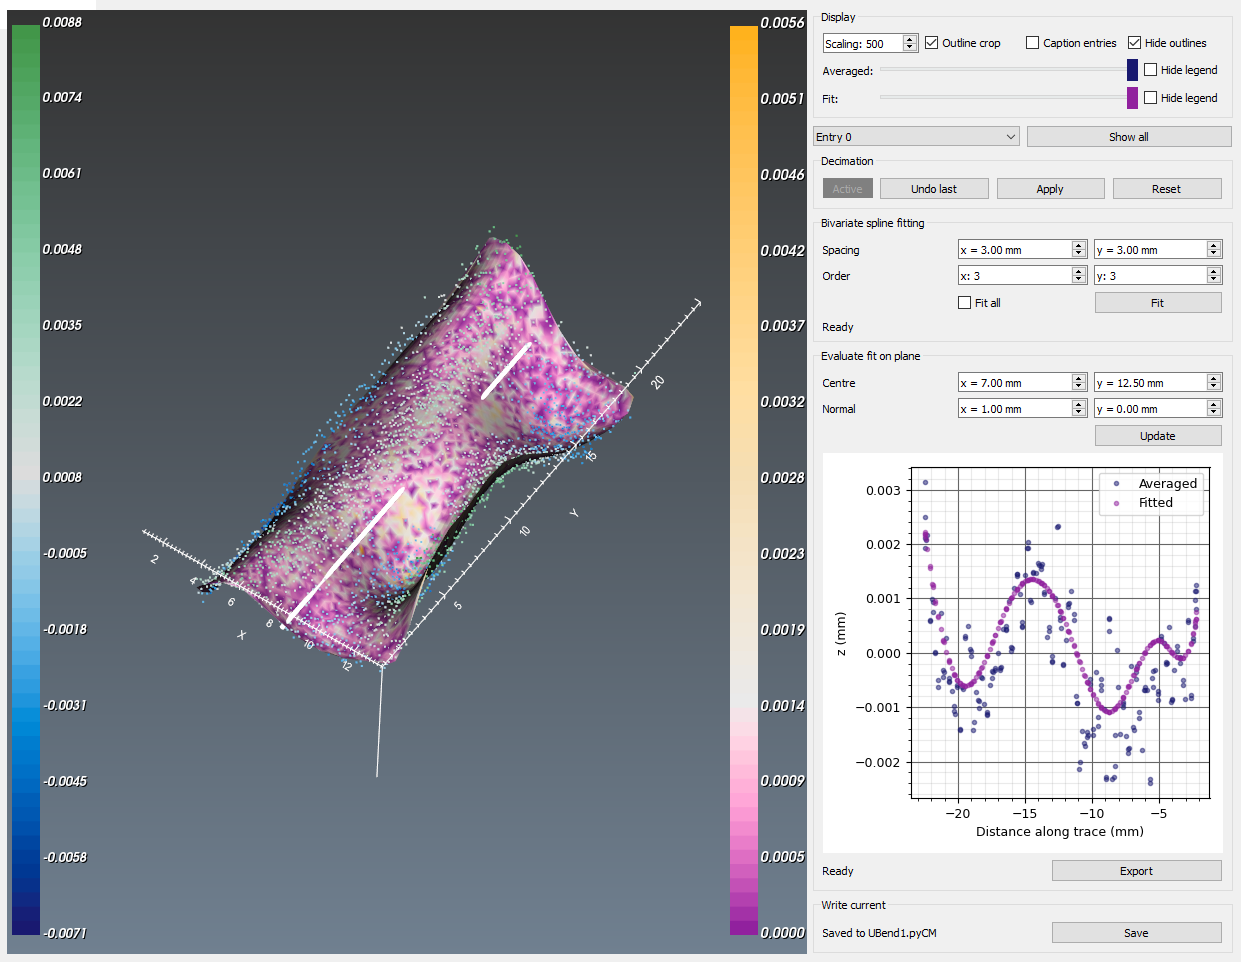 0.0088
0.0074
0.0061
0.0048
0.0035
0.0022
0.0008
-0.0005
-0.0018
-0.0031
-0.0045
-0.0058
-0.0071
2
4
6
8
10
12
X
5
10
15
20
Y
0.0056
0.0051
0.0046
0.0042
0.0037
0.0032
0.0028
0.0023
0.0019
0.0014
0.0009
0.0005
0.0000
Display
Scaling: 500 Outline crop Caption entries Hide outlines
Averaged: Hide legend
Fit: Hide legend
Entry 0 Show all
Decimation
Active Undo last Apply Reset
Bivariate spline fitting
Spacing x = 3.00 mm y = 3.00 mm
Order x: 3 y: 3
Fit all Fit
Ready
Evaluate fit on plane
Centre x = 7.00 mm y = 12.50 mm
Normal x = 1.00 mm y = 0.00 mm
Update
Averaged
Fitted
0.003
0.002
0.001
0.000
−0.001
−0.002
z (mm)
−20 −15 −10 −5
Distance along trace (mm)
Ready Export
Write current
Saved to UBend1.pyCM Save